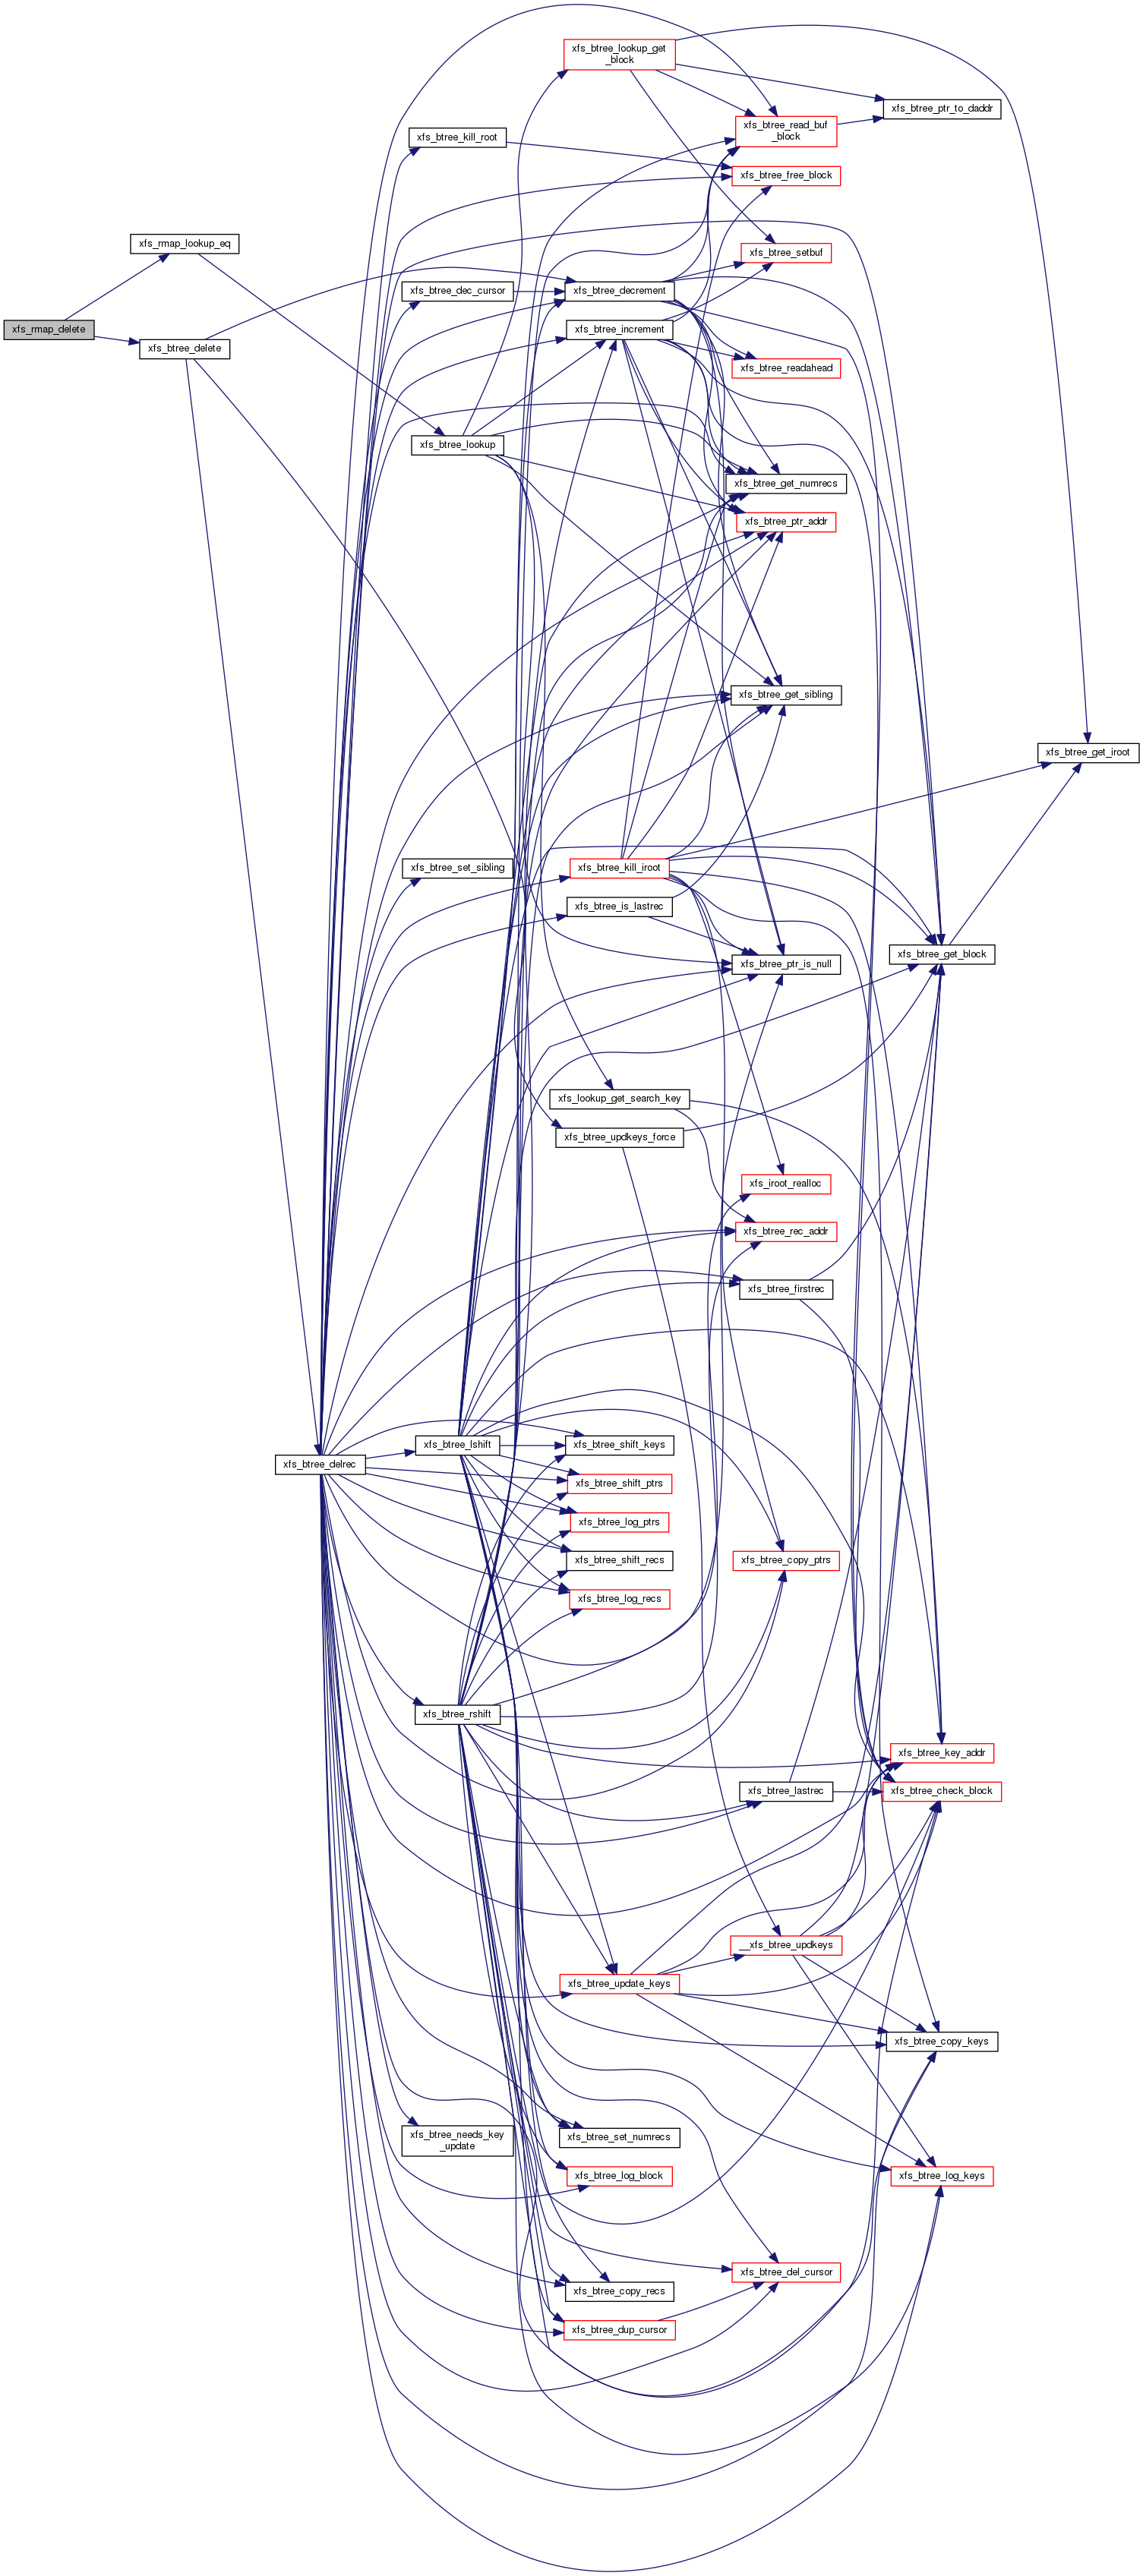 xfs_btree_lookup_get
_block
xfs_btree_ptr_to_daddr
xfs_btree_read_buf
_block
xfs_btree_kill_root
xfs_btree_free_block
xfs_rmap_lookup_eq
xfs_btree_setbuf
xfs_btree_dec_cursor
xfs_btree_decrement
xfs_rmap_delete
xfs_btree_increment
xfs_btree_delete
xfs_btree_readahead
xfs_btree_lookup
xfs_btree_get_numrecs
xfs_btree_ptr_addr
xfs_btree_get_sibling
xfs_btree_get_iroot
xfs_btree_set_sibling
xfs_btree_kill_iroot
xfs_btree_is_lastrec
xfs_btree_get_block
xfs_btree_ptr_is_null
xfs_lookup_get_search_key
xfs_btree_updkeys_force
xfs_iroot_realloc
xfs_btree_rec_addr
xfs_btree_firstrec
xfs_btree_lshift
xfs_btree_shift_keys
xfs_btree_delrec
xfs_btree_shift_ptrs
xfs_btree_log_ptrs
xfs_btree_shift_recs
xfs_btree_copy_ptrs
xfs_btree_log_recs
xfs_btree_rshift
xfs_btree_key_addr
xfs_btree_lastrec
xfs_btree_check_block
__xfs_btree_updkeys
xfs_btree_update_keys
xfs_btree_copy_keys
xfs_btree_needs_key
_update
xfs_btree_set_numrecs
xfs_btree_log_block
xfs_btree_log_keys
xfs_btree_del_cursor
xfs_btree_copy_recs
xfs_btree_dup_cursor